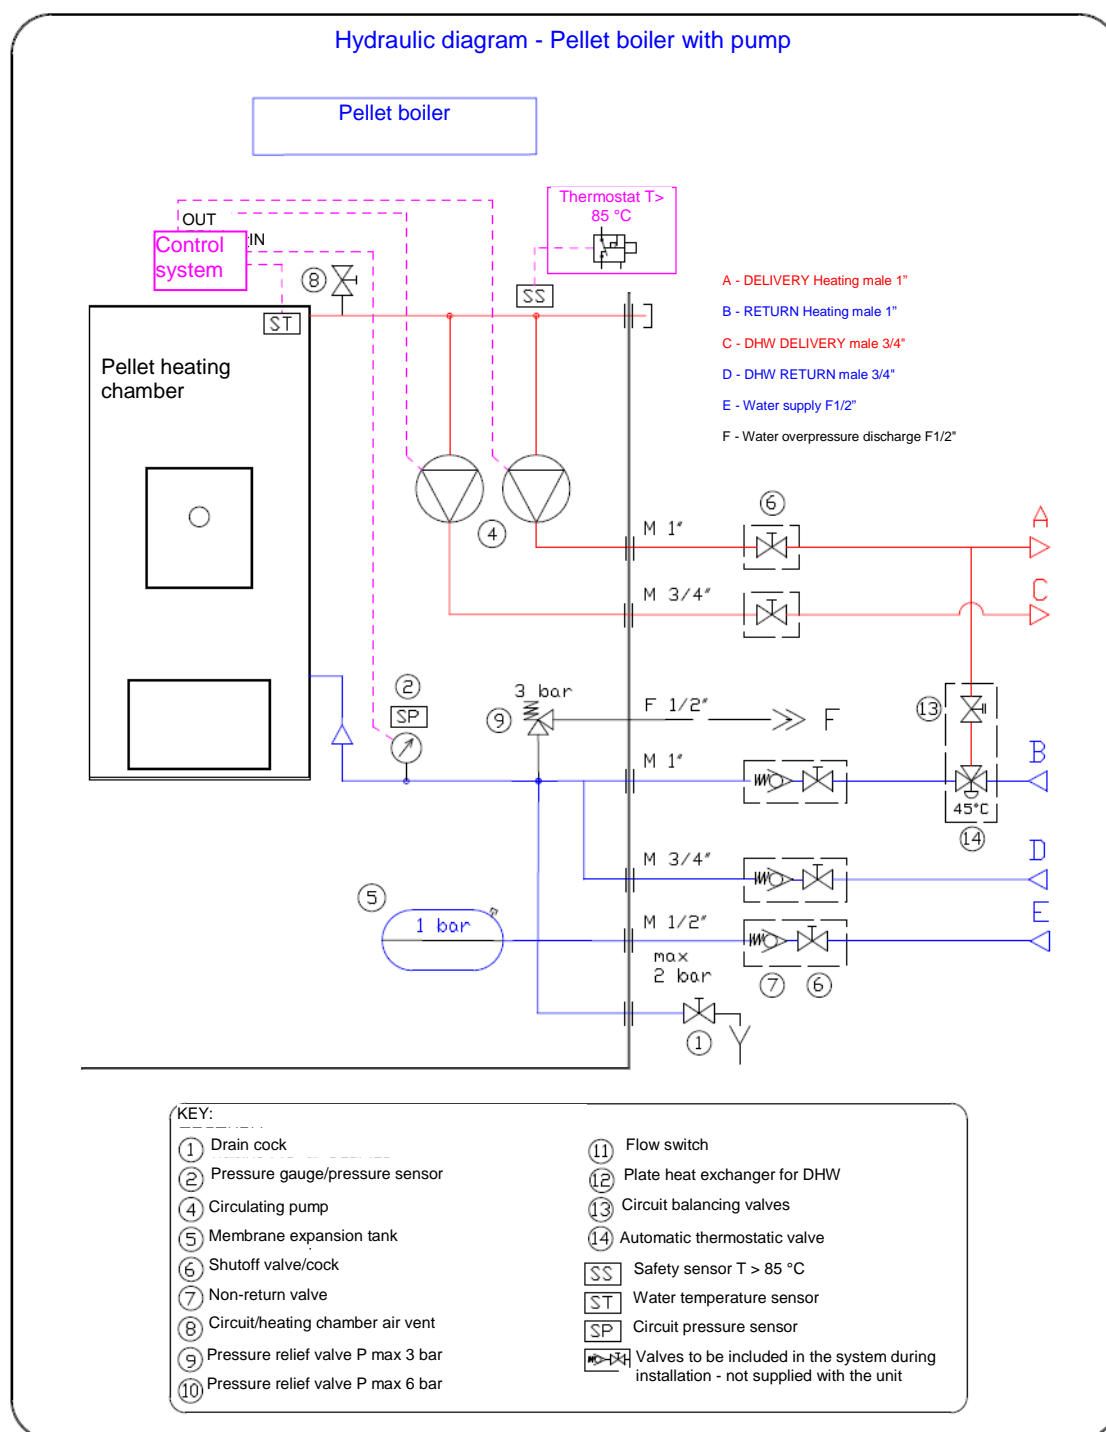 Hydraulic diagram - Pellet boiler with pump
Pellet boiler
Thermostat T>
85 °C
OUT
IN
Control
system
8
SS
ST
A - DELIVERY Heating male 1”
B - RETURN Heating male 1”
C - DHW DELIVERY male 3/4"
D - DHW RETURN male 3/4"
E - Water supply F1/2”
F - Water overpressure discharge F1/2"
Pellet heating
chamber
4
M 1"
6
A
M 3/4"
C
2
SP
3 bar
9
F 1/2"
F
13
M 1"
B
45°C
14
M 3/4"
D
5
1 bar
M 1/2"
E
max
2 bar
7
6
1
KEY:
1 Drain cock
2 Pressure gauge/pressure sensor
4 Circulating pump
5 Membrane expansion tank
6 Shutoff valve/cock
7 Non-return valve
8 Circuit/heating chamber air vent
9 Pressure relief valve P max 3 bar
10 Pressure relief valve P max 6 bar
11 Flow switch
12 Plate heat exchanger for DHW
13 Circuit balancing valves
14 Automatic thermostatic valve
SS Safety sensor T > 85 °C
ST Water temperature sensor
SP Circuit pressure sensor
Valves to be included in the system during
installation - not supplied with the unit